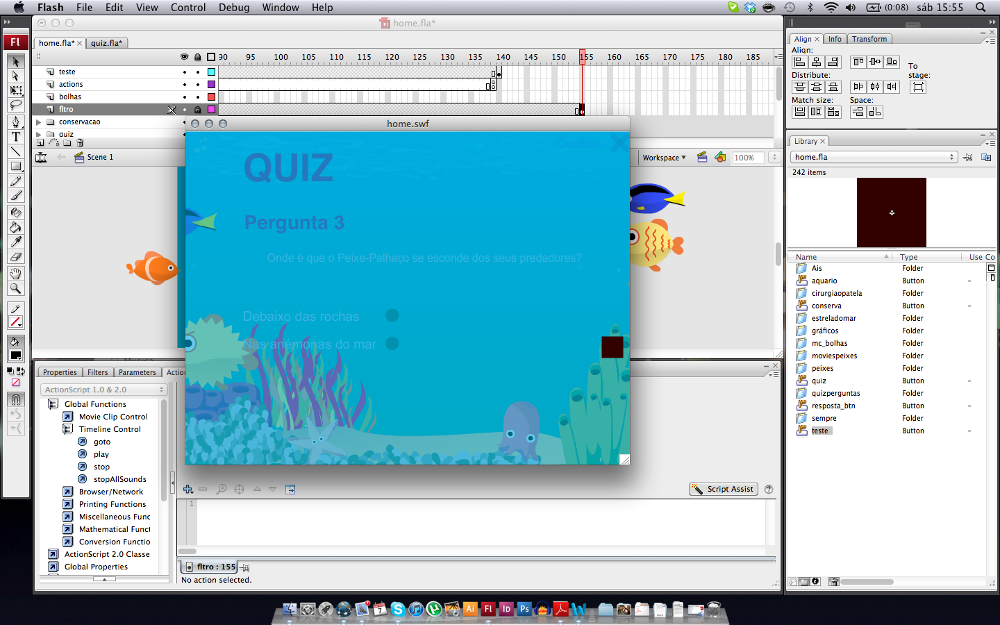 Flash File Edit View Control Debug Window Help (0:08) sáb 15:55
home.fla*
home.fla* quiz.fla*
90 95 100 105 110 115 120 125 130 135 140 145 150 155 160 165 170 175 180 185
teste
actions
bolhas
fltro
conservacao
quiz
Scene 1
Workspace 100%
home.swf
QUIZ
Pergunta 3
Onde é que o Peixe-Palhaço se esconde dos seus predadores?
Debaixo das rochas
Nas anémonas do mar
Fl
Align Info Transform
Align:
To stage:
Distribute:
Match size: Space:
Library
home.fla
242 items
Name Type Use Co
Ais Folder
aquario Button –
cirurgiaopatela Folder
conserva Button –
estreladomar Folder
gráficos Folder
mc_bolhas Folder
moviespeixes Folder
peixes Folder
quiz Button –
quizperguntas Folder
resposta_btn Button –
sempre Folder
teste Button –
Properties Filters Parameters Actio
ActionScript 1.0 & 2.0
Global Functions
Movie Clip Control
Timeline Control
goto
play
stop
stopAllSounds
Browser/Network
Printing Functions
Miscellaneous Func
Mathematical Funct
Conversion Functio
ActionScript 2.0 Classe
Global Properties
Script Assist
1
fltro : 155
No action selected.
Ai Fl Id Ps